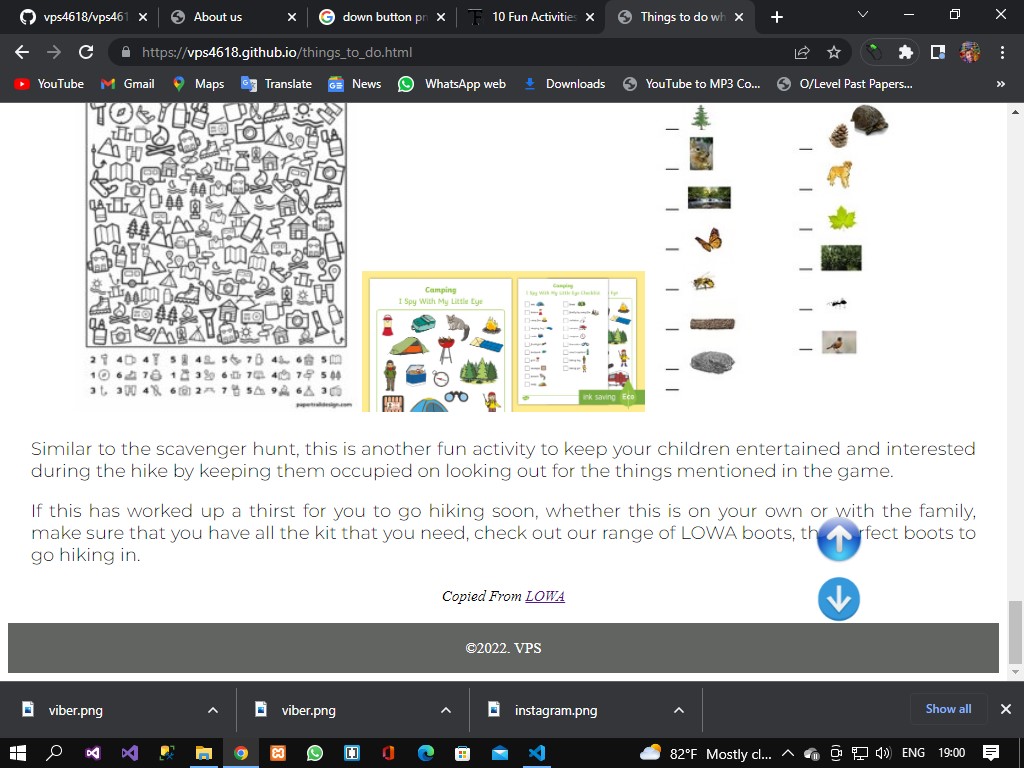 vps4618/vps461
About us
down button pn
10 Fun Activities
Things to do wh
https://vps4618.github.io/things_to_do.html
YouTube
Gmail
Maps
Translate
News
WhatsApp web
Downloads
YouTube to MP3 Co...
O/Level Past Papers...
»
2 4 4 5 4 5 7 4 6 5
1 6 7 1 3 6 2 4 7 5
3 3 4 6 2 7 5 9 6 3
papertraildesign.com
Camping
I Spy With My Little Eye
Camping
I Spy With My Little Eye Checklist
Eye
ink saving Eco
Similar to the scavenger hunt, this is another fun activity to keep your children entertained and interested
during the hike by keeping them occupied on looking out for the things mentioned in the game.
If this has worked up a thirst for you to go hiking soon, whether this is on your own or with the family,
make sure that you have all the kit that you need, check out our range of LOWA boots, th rfect boots to
go hiking in.
Copied From LOWA
©2022. VPS
viber.png
viber.png
instagram.png
Show all
82°F Mostly cl... ENG 19:00